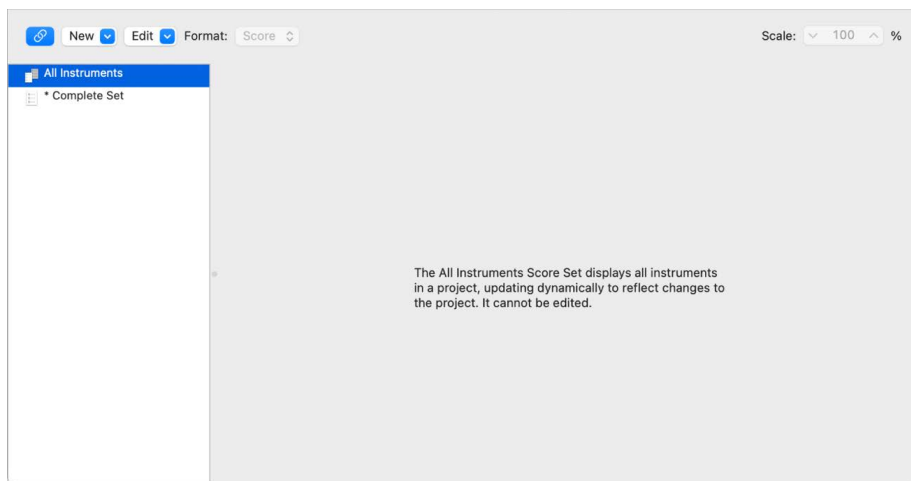 New Edit Format: Score Scale: 100 %
All Instruments
* Complete Set
The All Instruments Score Set displays all instruments
in a project, updating dynamically to reflect changes to
the project. It cannot be edited.